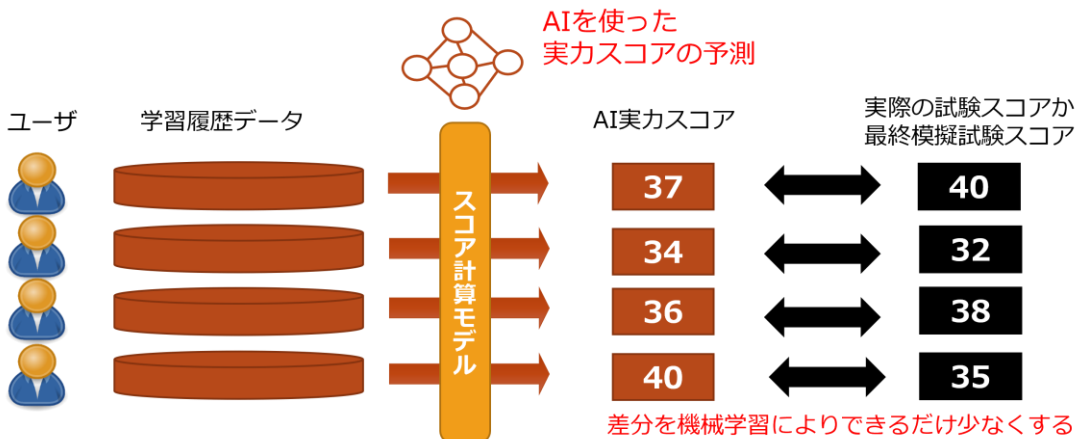 AIを使った
実力スコアの予測
ユーザ
学習履歴データ
AI実力スコア
実際の試験スコアか
最終模擬試験スコア
スコア計算モデル
37
40
34
32
36
38
40
35
差分を機械学習によりできるだけ少なくする